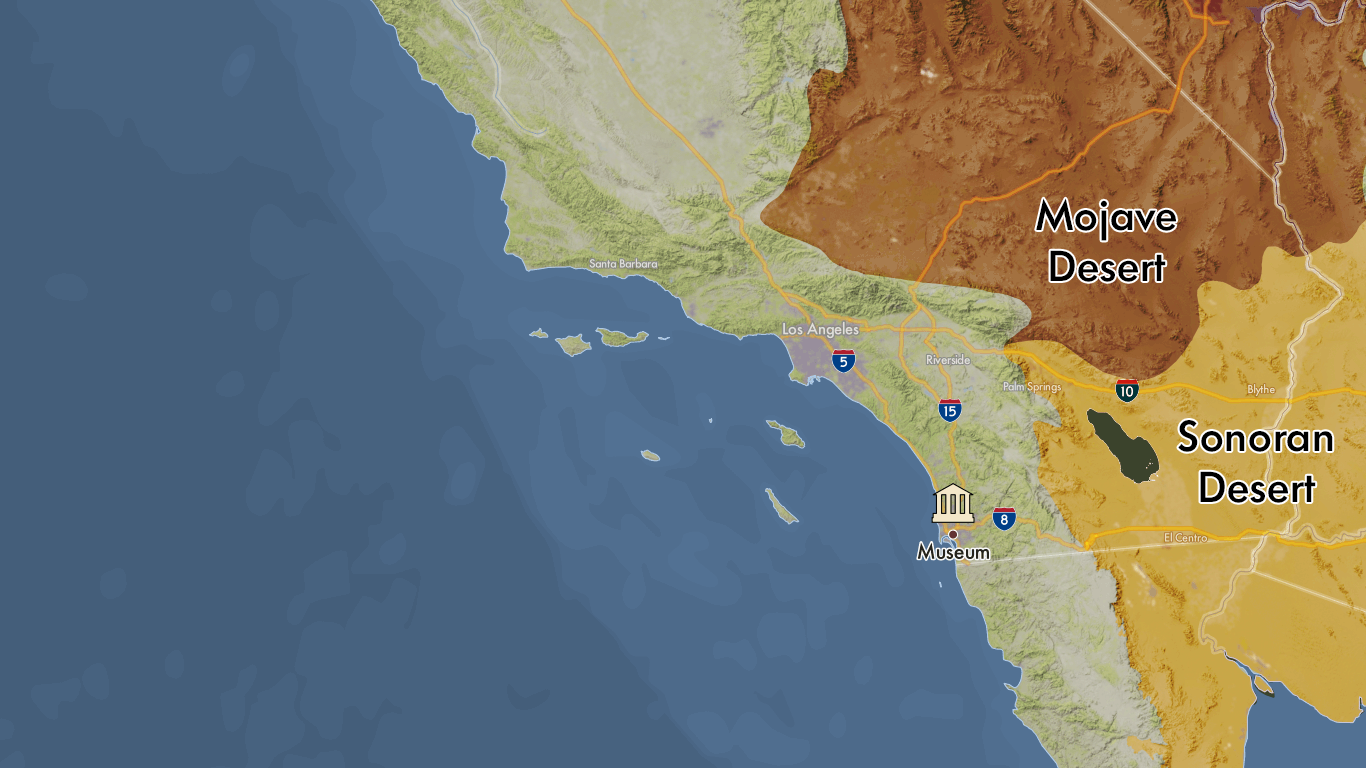 Mojave
Desert
Santa Barbara
Los Angeles
5
Riverside
Palm Springs
10
Blythe
15
Sonoran
Desert
8
El Centro
Museum